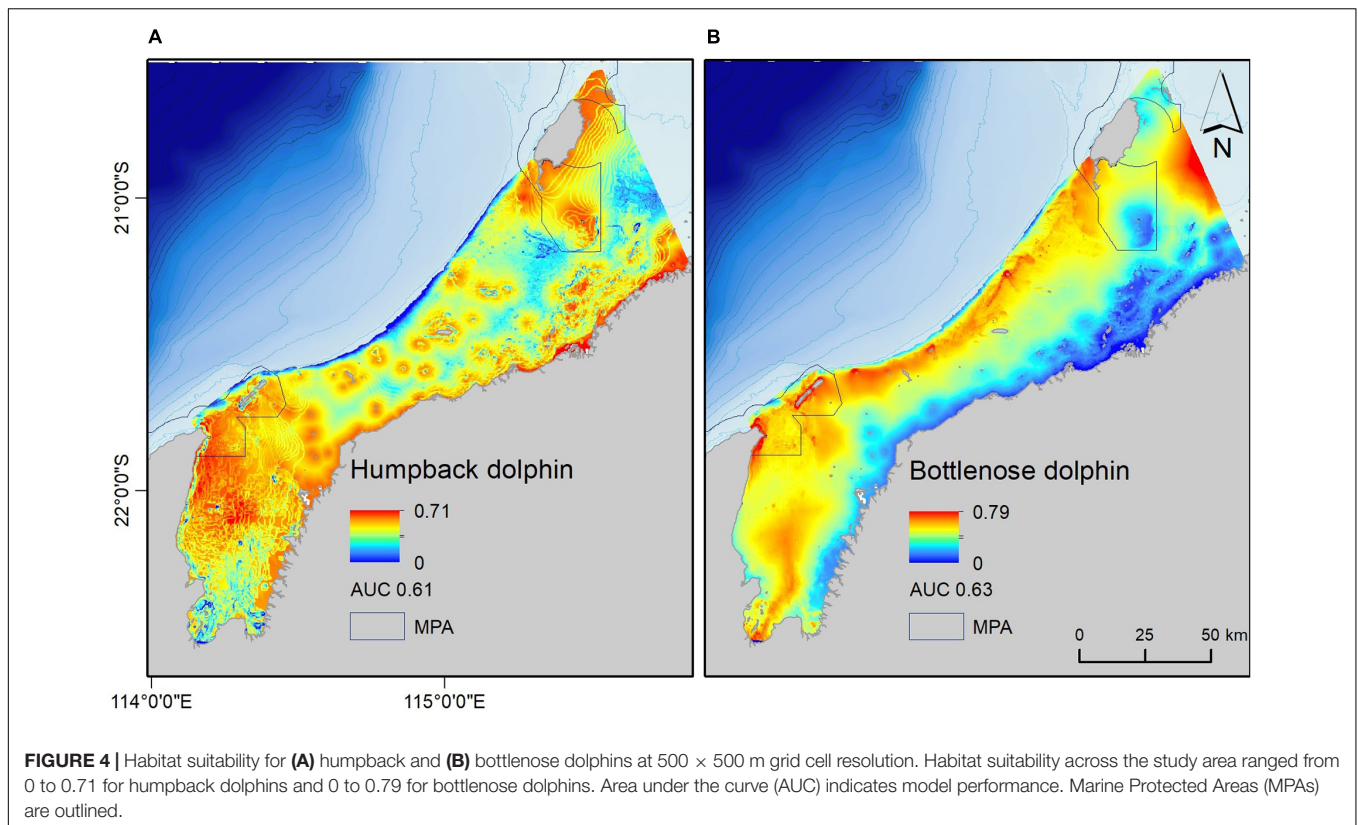 A
B
N
21°0'0"S
22°0'0"S
Humpback dolphin
0.71
0
AUC 0.61
MPA
Bottlenose dolphin
0.79
0
AUC 0.63
MPA
0 25 50 km
114°0'0"E
115°0'0"E
FIGURE 4 | Habitat suitability for (A) humpback and (B) bottlenose dolphins at 500 × 500 m grid cell resolution. Habitat suitability across the study area ranged from
0 to 0.71 for humpback dolphins and 0 to 0.79 for bottlenose dolphins. Area under the curve (AUC) indicates model performance. Marine Protected Areas (MPAs)
are outlined.